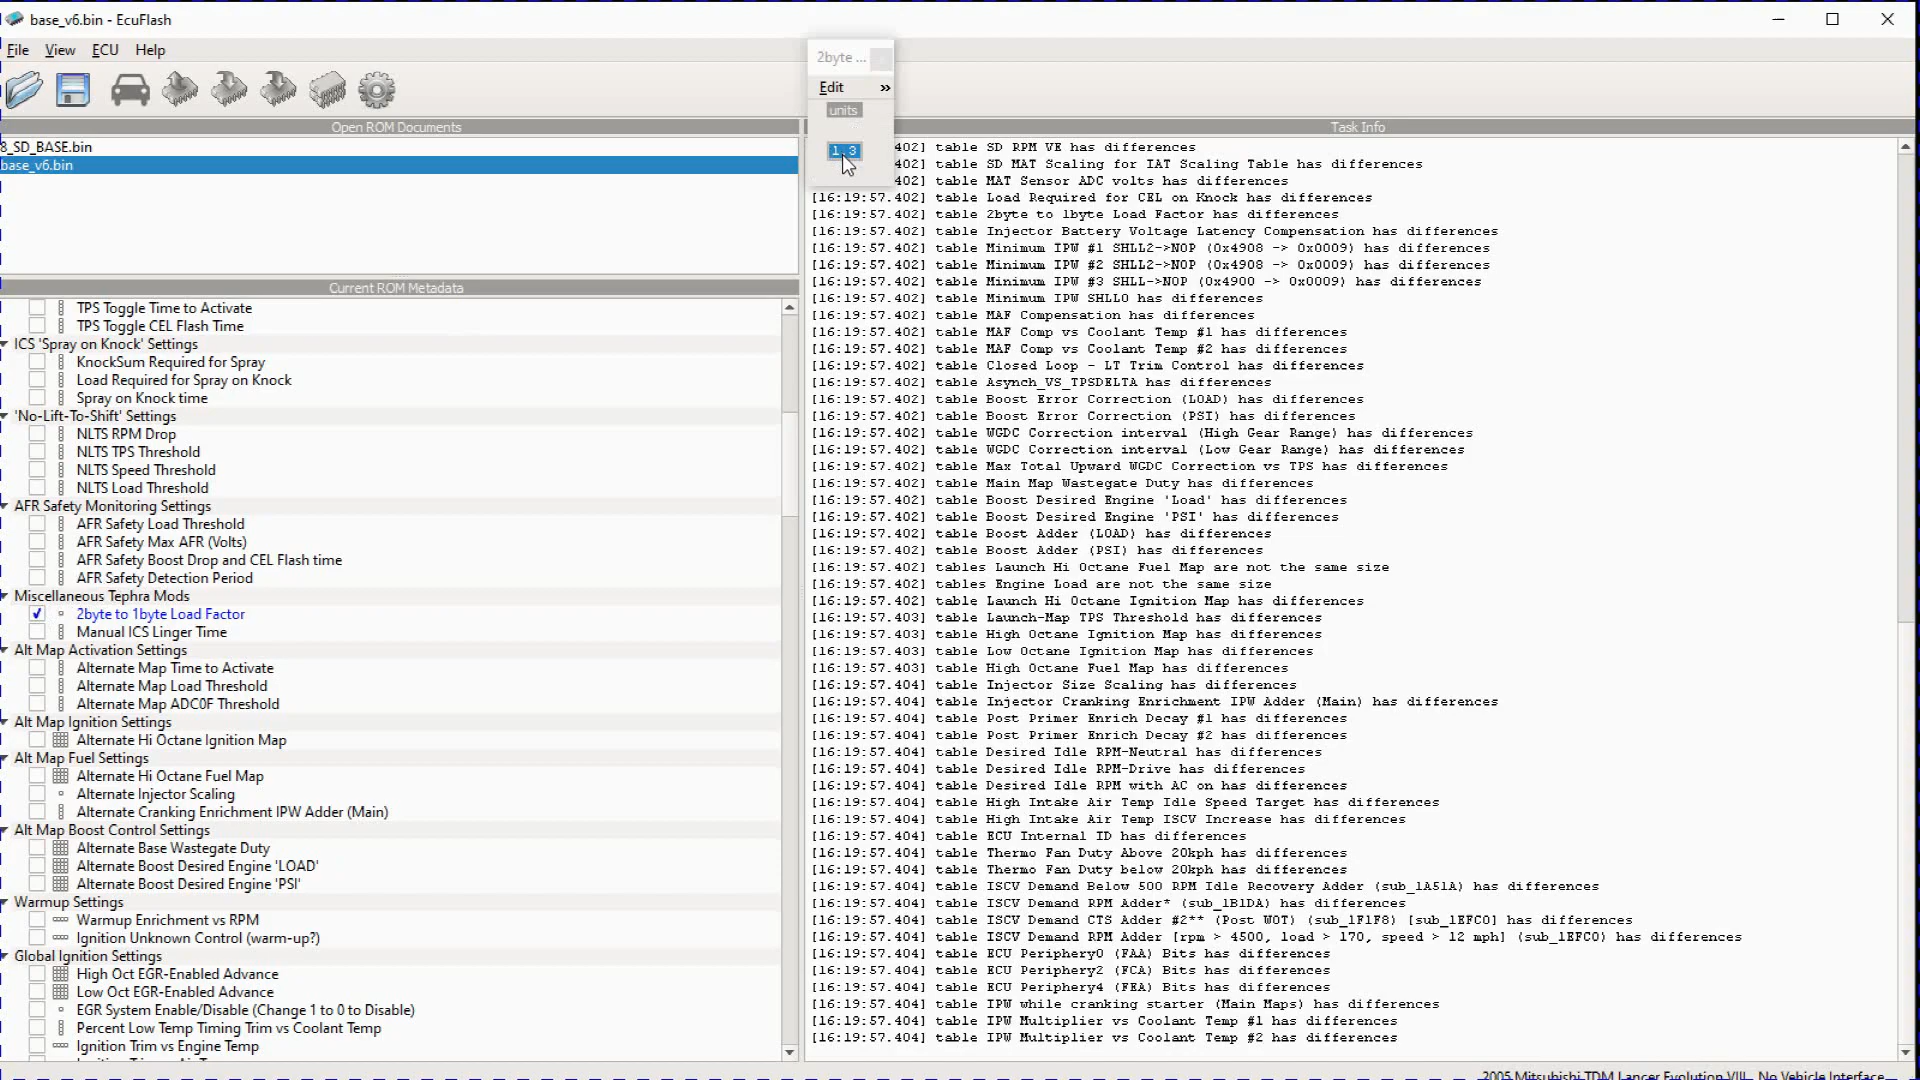 base_v6.bin - EcuFlash
File View ECU Help
Open ROM Documents
8_SD_BASE.bin
base_v6.bin
Current ROM Metadata
TPS Toggle Time to Activate
TPS Toggle CEL Flash Time
ICS 'Spray on Knock' Settings
KnockSum Required for Spray
Load Required for Spray on Knock
Spray on Knock time
'No-Lift-To-Shift' Settings
NLTS RPM Drop
NLTS TPS Threshold
NLTS Speed Threshold
NLTS Load Threshold
AFR Safety Monitoring Settings
AFR Safety Load Threshold
AFR Safety Max AFR (Volts)
AFR Safety Boost Drop and CEL Flash time
AFR Safety Detection Period
Miscellaneous Tephra Mods
2byte to 1byte Load Factor
Manual ICS Linger Time
Alt Map Activation Settings
Alternate Map Time to Activate
Alternate Map Load Threshold
Alternate Map ADC0F Threshold
Alt Map Ignition Settings
Alternate Hi Octane Ignition Map
Alt Map Fuel Settings
Alternate Hi Octane Fuel Map
Alternate Injector Scaling
Alternate Cranking Enrichment IPW Adder (Main)
Alt Map Boost Control Settings
Alternate Base Wastegate Duty
Alternate Boost Desired Engine 'LOAD'
Alternate Boost Desired Engine 'PSI'
Warmup Settings
Warmup Enrichment vs RPM
Ignition Unknown Control (warm-up?)
Global Ignition Settings
High Oct EGR-Enabled Advance
Low Oct EGR-Enabled Advance
EGR System Enable/Disable (Change 1 to 0 to Disable)
Percent Low Temp Timing Trim vs Coolant Temp
Ignition Trim vs Engine Temp
2byte ...
Edit »
units
1.3
Task Info
402] table SD RPM VE has differences
402] table SD MAT Scaling for IAT Scaling Table has differences
402] table MAT Sensor ADC volts has differences
[16:19:57.402] table Load Required for CEL on Knock has differences
[16:19:57.402] table 2byte to 1byte Load Factor has differences
[16:19:57.402] table Injector Battery Voltage Latency Compensation has differences
[16:19:57.402] table Minimum IPW #1 SHLL2->NOP (0x4908 -> 0x0009) has differences
[16:19:57.402] table Minimum IPW #2 SHLL2->NOP (0x4908 -> 0x0009) has differences
[16:19:57.402] table Minimum IPW #3 SHLL->NOP (0x4900 -> 0x0009) has differences
[16:19:57.402] table Minimum IPW SHLL0 has differences
[16:19:57.402] table MAF Compensation has differences
[16:19:57.402] table MAF Comp vs Coolant Temp #1 has differences
[16:19:57.402] table MAF Comp vs Coolant Temp #2 has differences
[16:19:57.402] table Closed Loop - LT Trim Control has differences
[16:19:57.402] table Asynch_VS_TPSDELTA has differences
[16:19:57.402] table Boost Error Correction (LOAD) has differences
[16:19:57.402] table Boost Error Correction (PSI) has differences
[16:19:57.402] table WGDC Correction interval (High Gear Range) has differences
[16:19:57.402] table WGDC Correction interval (Low Gear Range) has differences
[16:19:57.402] table Max Total Upward WGDC Correction vs TPS has differences
[16:19:57.402] table Main Map Wastegate Duty has differences
[16:19:57.402] table Boost Desired Engine 'Load' has differences
[16:19:57.402] table Boost Desired Engine 'PSI' has differences
[16:19:57.402] table Boost Adder (LOAD) has differences
[16:19:57.402] table Boost Adder (PSI) has differences
[16:19:57.402] tables Launch Hi Octane Fuel Map are not the same size
[16:19:57.402] tables Engine Load are not the same size
[16:19:57.402] table Launch Hi Octane Ignition Map has differences
[16:19:57.403] table Launch-Map TPS Threshold has differences
[16:19:57.403] table High Octane Ignition Map has differences
[16:19:57.403] table Low Octane Ignition Map has differences
[16:19:57.403] table High Octane Fuel Map has differences
[16:19:57.404] table Injector Size Scaling has differences
[16:19:57.404] table Injector Cranking Enrichment IPW Adder (Main) has differences
[16:19:57.404] table Post Primer Enrich Decay #1 has differences
[16:19:57.404] table Post Primer Enrich Decay #2 has differences
[16:19:57.404] table Desired Idle RPM-Neutral has differences
[16:19:57.404] table Desired Idle RPM-Drive has differences
[16:19:57.404] table Desired Idle RPM with AC on has differences
[16:19:57.404] table High Intake Air Temp Idle Speed Target has differences
[16:19:57.404] table High Intake Air Temp ISCV Increase has differences
[16:19:57.404] table ECU Internal ID has differences
[16:19:57.404] table Thermo Fan Duty Above 20kph has differences
[16:19:57.404] table Thermo Fan Duty below 20kph has differences
[16:19:57.404] table ISCV Demand Below 500 RPM Idle Recovery Adder (sub_1A51A) has differences
[16:19:57.404] table ISCV Demand RPM Adder* (sub_1B1DA) has differences
[16:19:57.404] table ISCV Demand CTS Adder #2** (Post WOT) (sub_1F1F8) [sub_1EFC0] has differences
[16:19:57.404] table ISCV Demand RPM Adder [rpm > 4500, load > 170, speed > 12 mph] (sub_1EFC0) has differences
[16:19:57.404] table ECU Periphery0 (FAA) Bits has differences
[16:19:57.404] table ECU Periphery2 (FCA) Bits has differences
[16:19:57.404] table ECU Periphery4 (FEA) Bits has differences
[16:19:57.404] table IPW while cranking starter (Main Maps) has differences
[16:19:57.404] table IPW Multiplier vs Coolant Temp #1 has differences
[16:19:57.404] table IPW Multiplier vs Coolant Temp #2 has differences
2005 Mitsubishi TDM Lancer Evolution VIII No Vehicle Interface